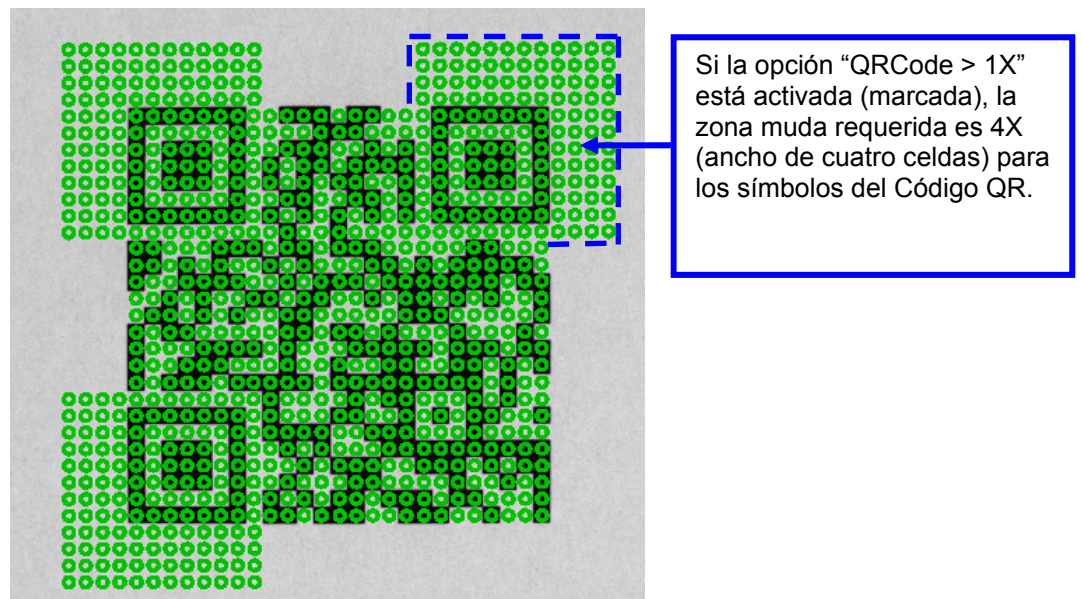 Si la opción “QRCode > 1X”
está activada (marcada), la
zona muda requerida es 4X
(ancho de cuatro celdas) para
los símbolos del Código QR.